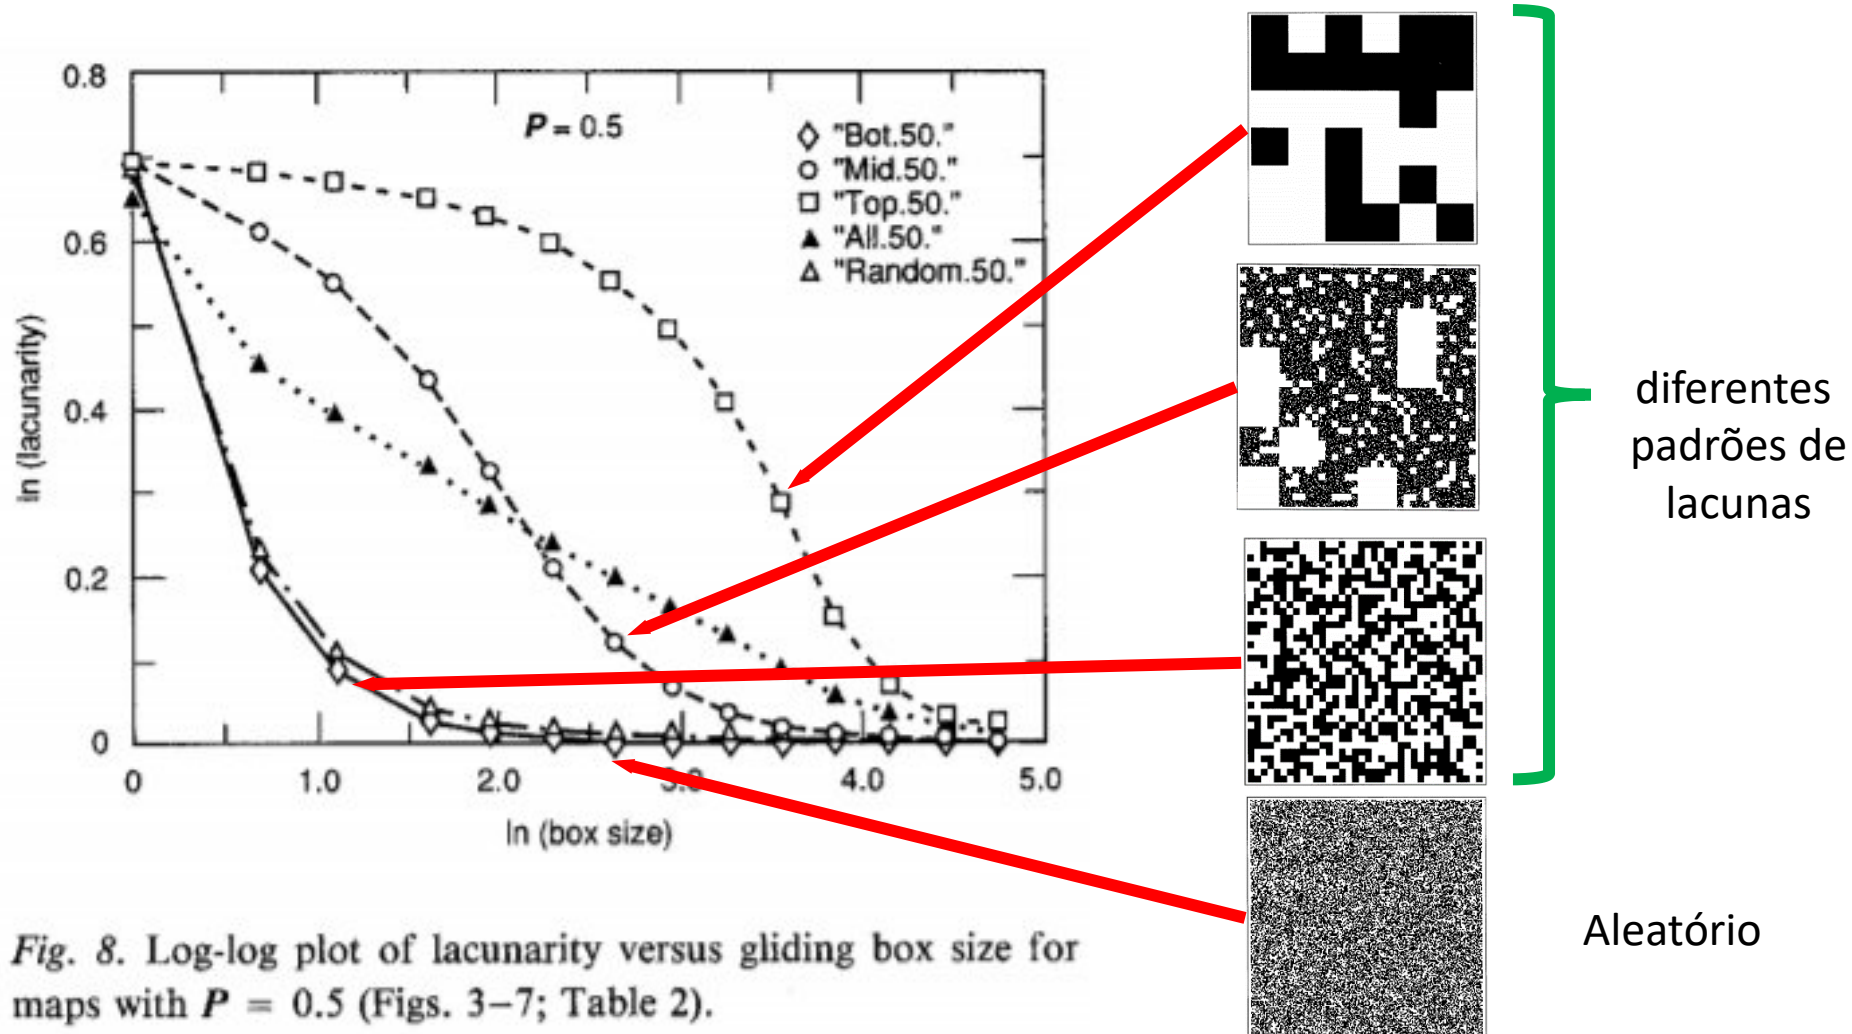 0.8
0.6
0.4
0.2
0
ln (lacunarity)
P = 0.5
"Bot.50."
"Mid.50."
"Top.50."
"All.50."
"Random.50."
0 1.0 2.0 3.0 4.0 5.0
ln (box size)
Fig. 8. Log-log plot of lacunarity versus gliding box size for
maps with P = 0.5 (Figs. 3–7; Table 2).
diferentes
padrões de
lacunas
Aleatório